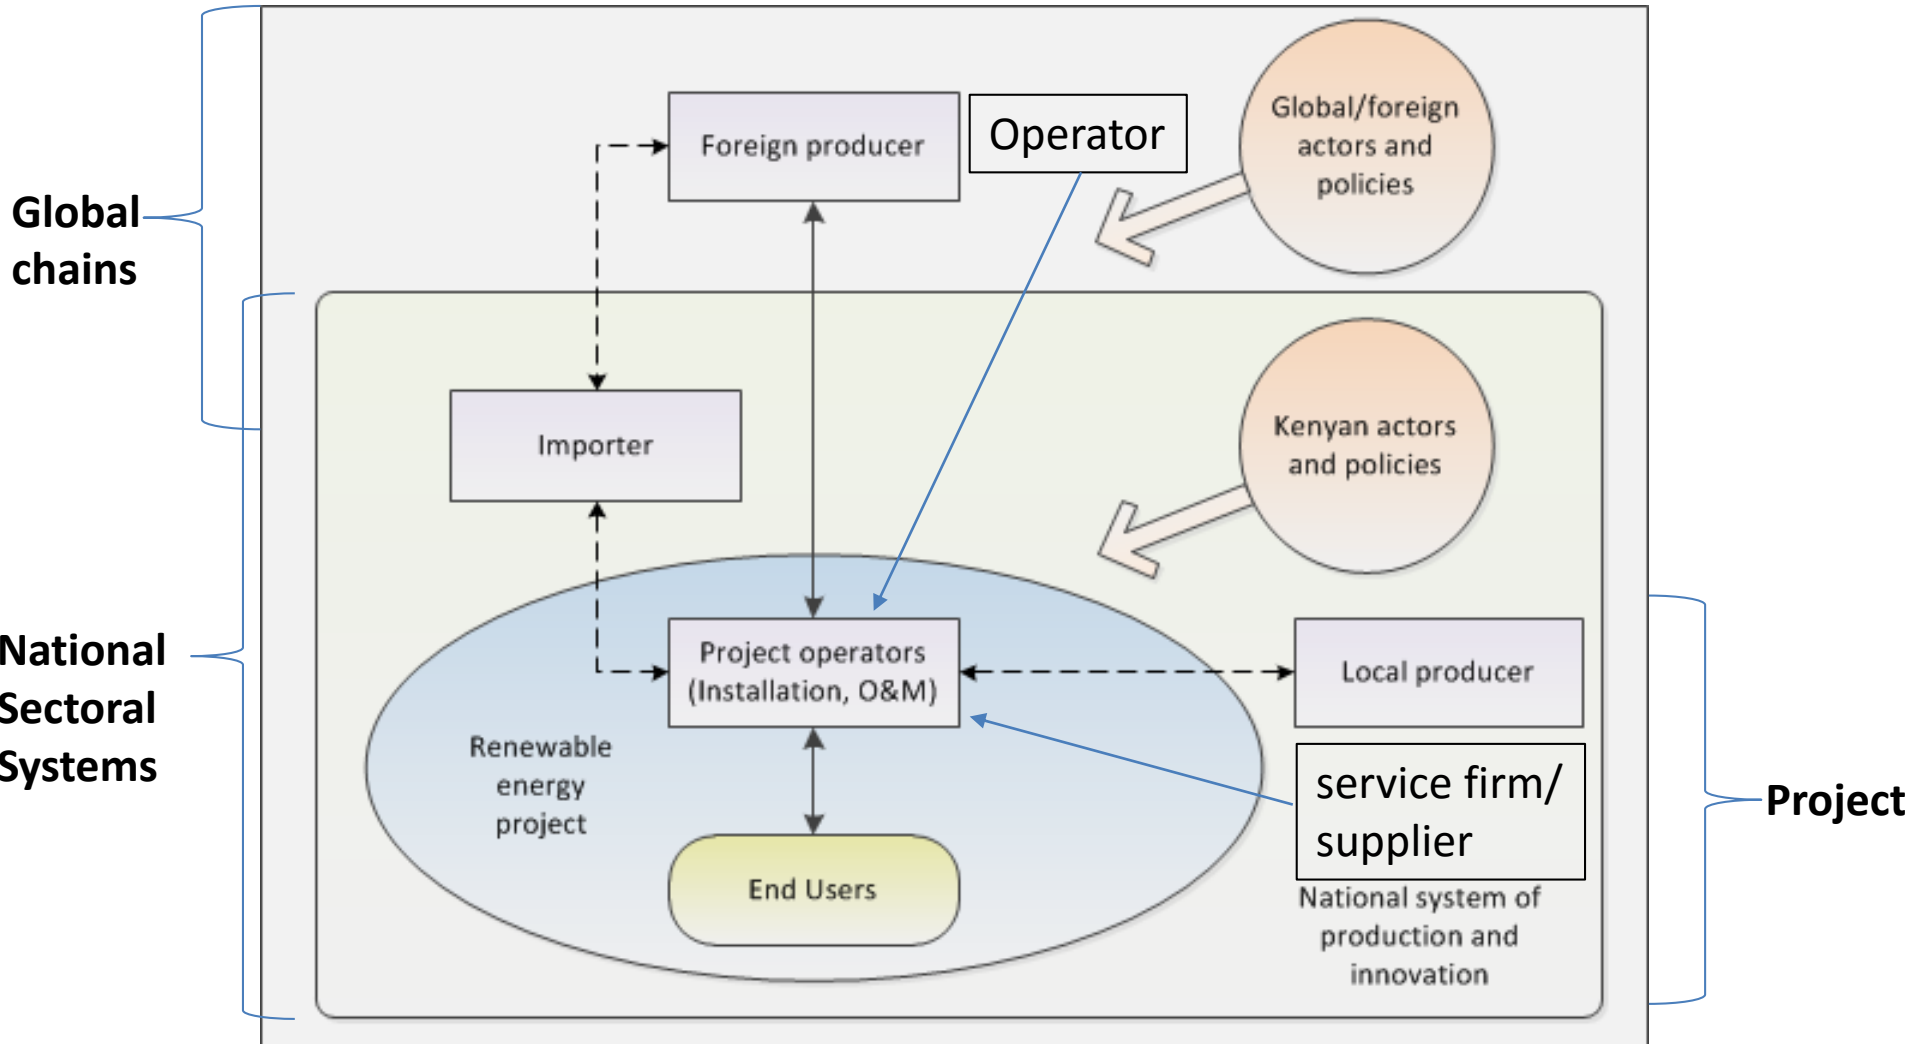 Global
chains
Foreign producer
Operator
Global/foreign
actors and
policies
Importer
Kenyan actors
and policies
National
Sectoral
Systems
Project operators
(Installation, O&M)
Local producer
Renewable
energy
project
service firm/
supplier
Project
End Users
National system of
production and
innovation